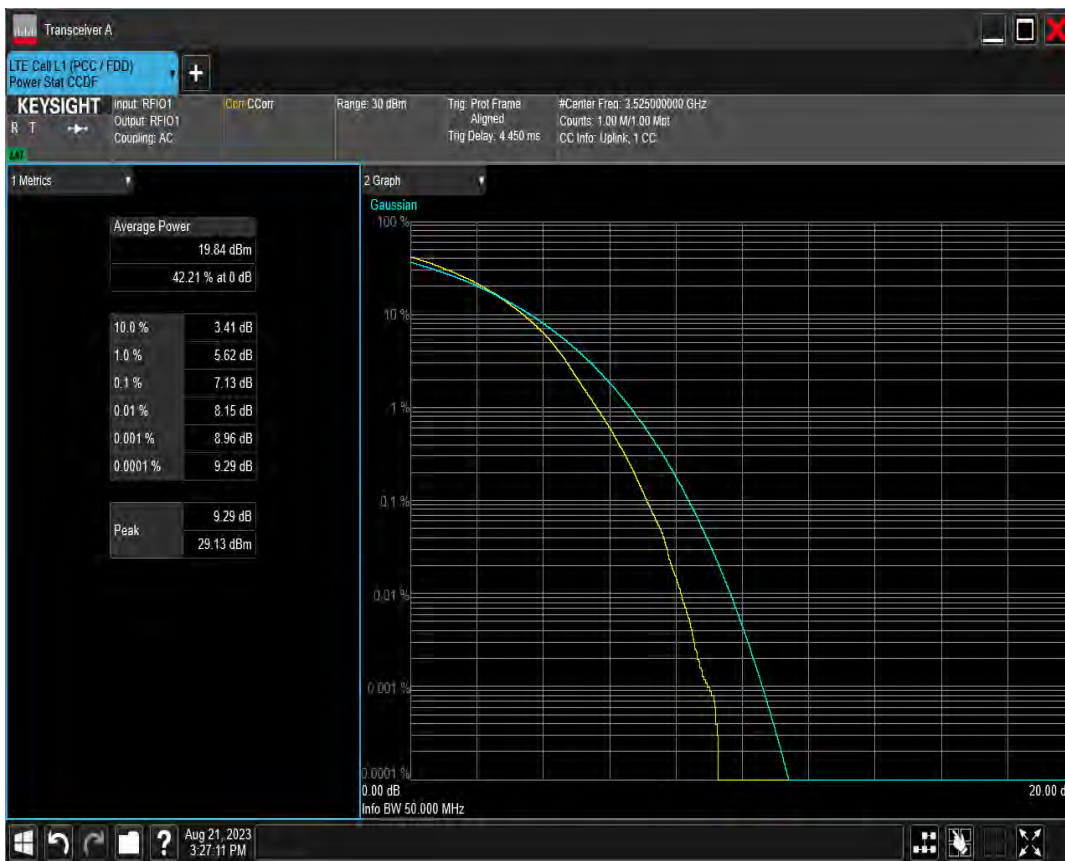 Transceiver A
LTE Cell L1 (PCC / FDD)
Power Stat CCDF
+
KEYSIGHT
R T
LXI
Input: RFIO1
Output: RFIO1
Coupling: AC
Corr CCorr
Range: 30 dBm
Trig: Prot Frame
Aligned
Trig Delay: 4.450 ms
#Center Freq: 3.525000000 GHz
Counts: 1.00 M/1.00 Mpt
CC Info: Uplink, 1 CC
1 Metrics
Average Power
19.84 dBm
42.21 % at 0 dB
10.0 % 3.41 dB
1.0 % 5.62 dB
0.1 % 7.13 dB
0.01 % 8.15 dB
0.001 % 8.96 dB
0.0001 % 9.29 dB
Peak
9.29 dB
29.13 dBm
2 Graph
Gaussian
100 %
10 %
1 %
0.1 %
0.01 %
0.001 %
0.0001 %
0.00 dB
20.00 d
Info BW 50.000 MHz
?
Aug 21, 2023
3:27:11 PM